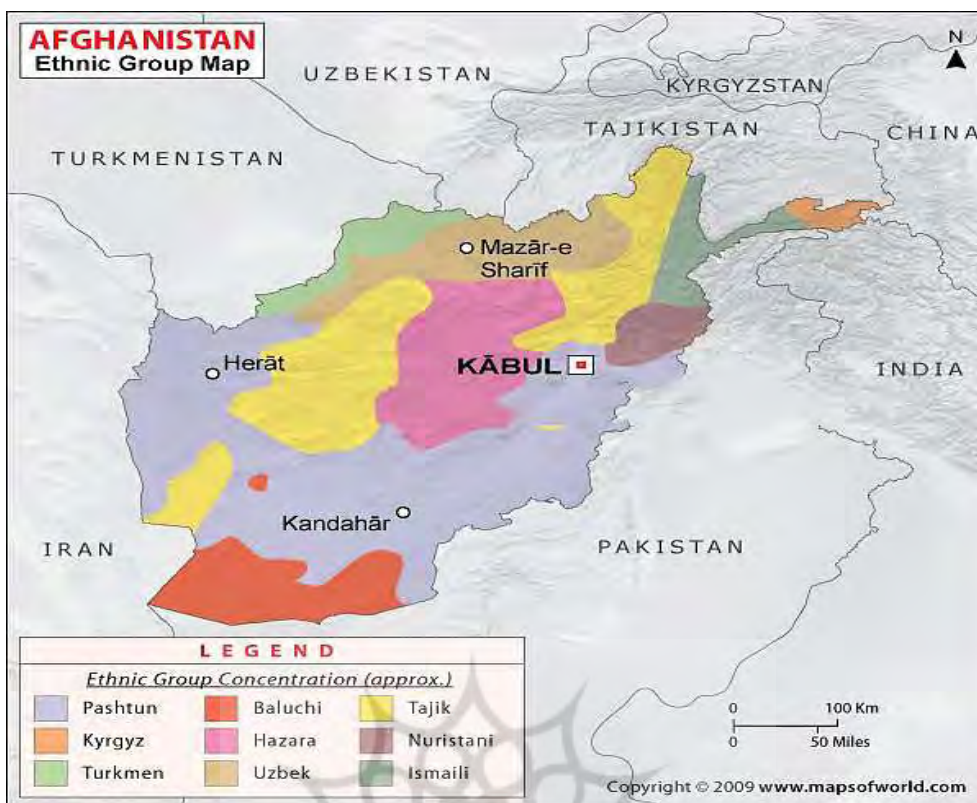 AFGHANISTAN
Ethnic Group Map
N
UZBEKISTAN
KYRGYZSTAN
TAJIKISTAN
CHINA
TURKMENISTAN
Mazār-e
Sharīf
Herāt
KĀBUL
INDIA
Kandahār
IRAN
PAKISTAN
LEGEND
Ethnic Group Concentration (approx.)
Pashtun Baluchi Tajik
Kyrgyz Hazara Nuristani
Turkmen Uzbek Ismaili
0 100 Km
0 50 Miles
Copyright © 2009 www.mapsofworld.com